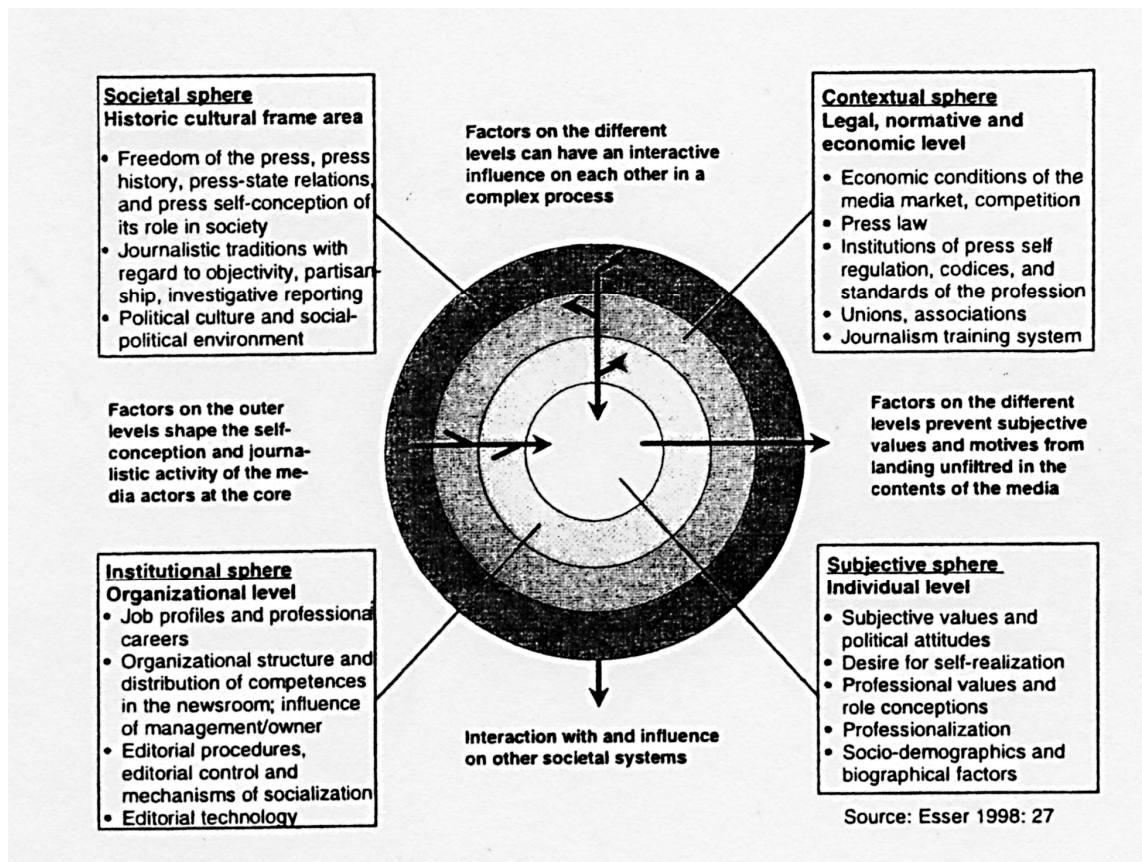 Societal sphere
Historic cultural frame area
• Freedom of the press, press
history, press-state relations,
and press self-conception of
its role in society
• Journalistic traditions with
regard to objectivity, partisan-
ship, investigative reporting
• Political culture and social-
political environment
Factors on the different
levels can have an interactive
influence on each other in a
complex process
Contextual sphere
Legal, normative and
economic level
• Economic conditions of the
media market, competition
• Press law
• Institutions of press self
regulation, codices, and
standards of the profession
• Unions, associations
• Journalism training system
Factors on the outer
levels shape the self-
conception and journa-
listic activity of the me-
dia actors at the core
Factors on the different
levels prevent subjective
values and motives from
landing unfiltred in the
contents of the media
Institutional sphere
Organizational level
• Job profiles and professional
careers
• Organizational structure and
distribution of competences
in the newsroom; influence
of management/owner
• Editorial procedures,
editorial control and
mechanisms of socialization
• Editorial technology
Interaction with and influence
on other societal systems
Subjective sphere
Individual level
• Subjective values and
political attitudes
• Desire for self-realization
• Professional values and
role conceptions
• Professionalization
• Socio-demographics and
biographical factors
Source: Esser 1998: 27